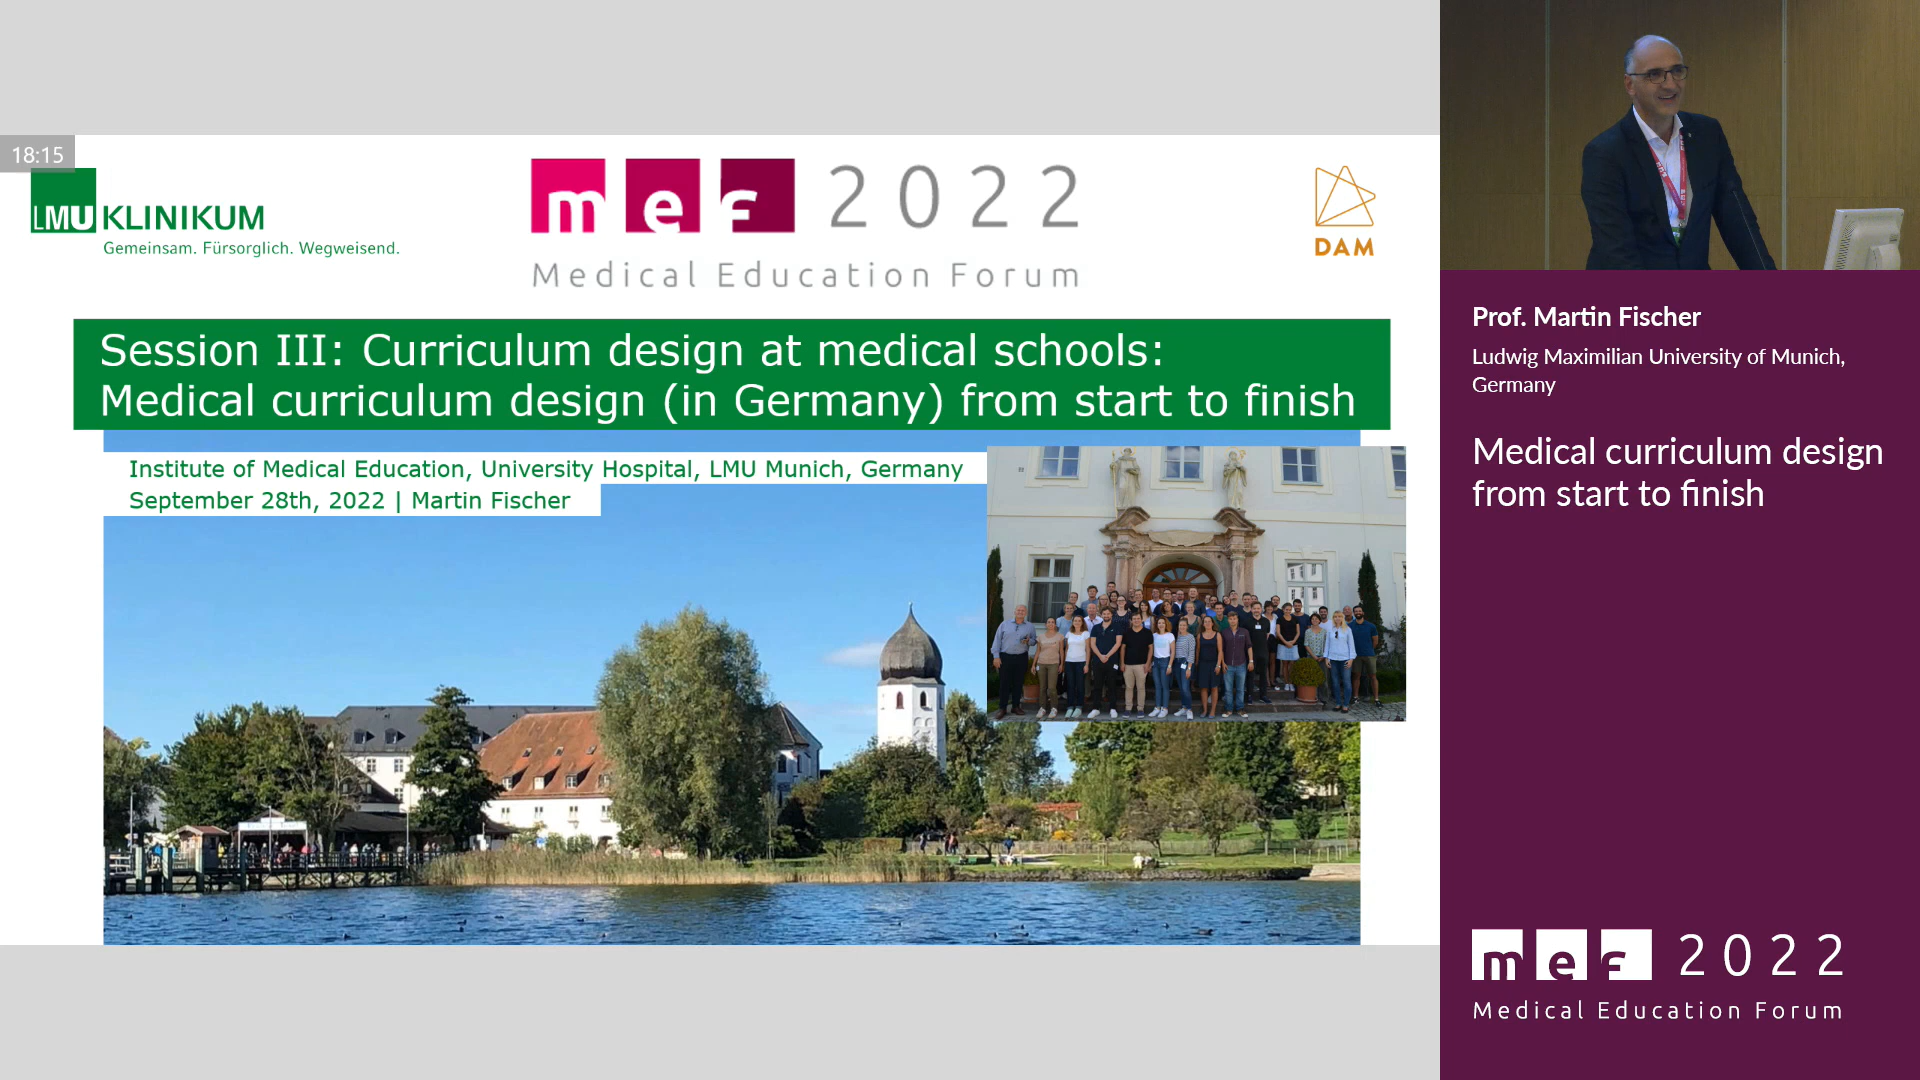 18:15
LMU KLINIKUM
Gemeinsam. Fürsorglich. Wegweisend.
mef 2022
Medical Education Forum
DAM
Session III: Curriculum design at medical schools:
Medical curriculum design (in Germany) from start to finish
Institute of Medical Education, University Hospital, LMU Munich, Germany
September 28th, 2022 | Martin Fischer
Prof. Martin Fischer
Ludwig Maximilian University of Munich,
Germany
Medical curriculum design
from start to finish
mef 2022
Medical Education Forum